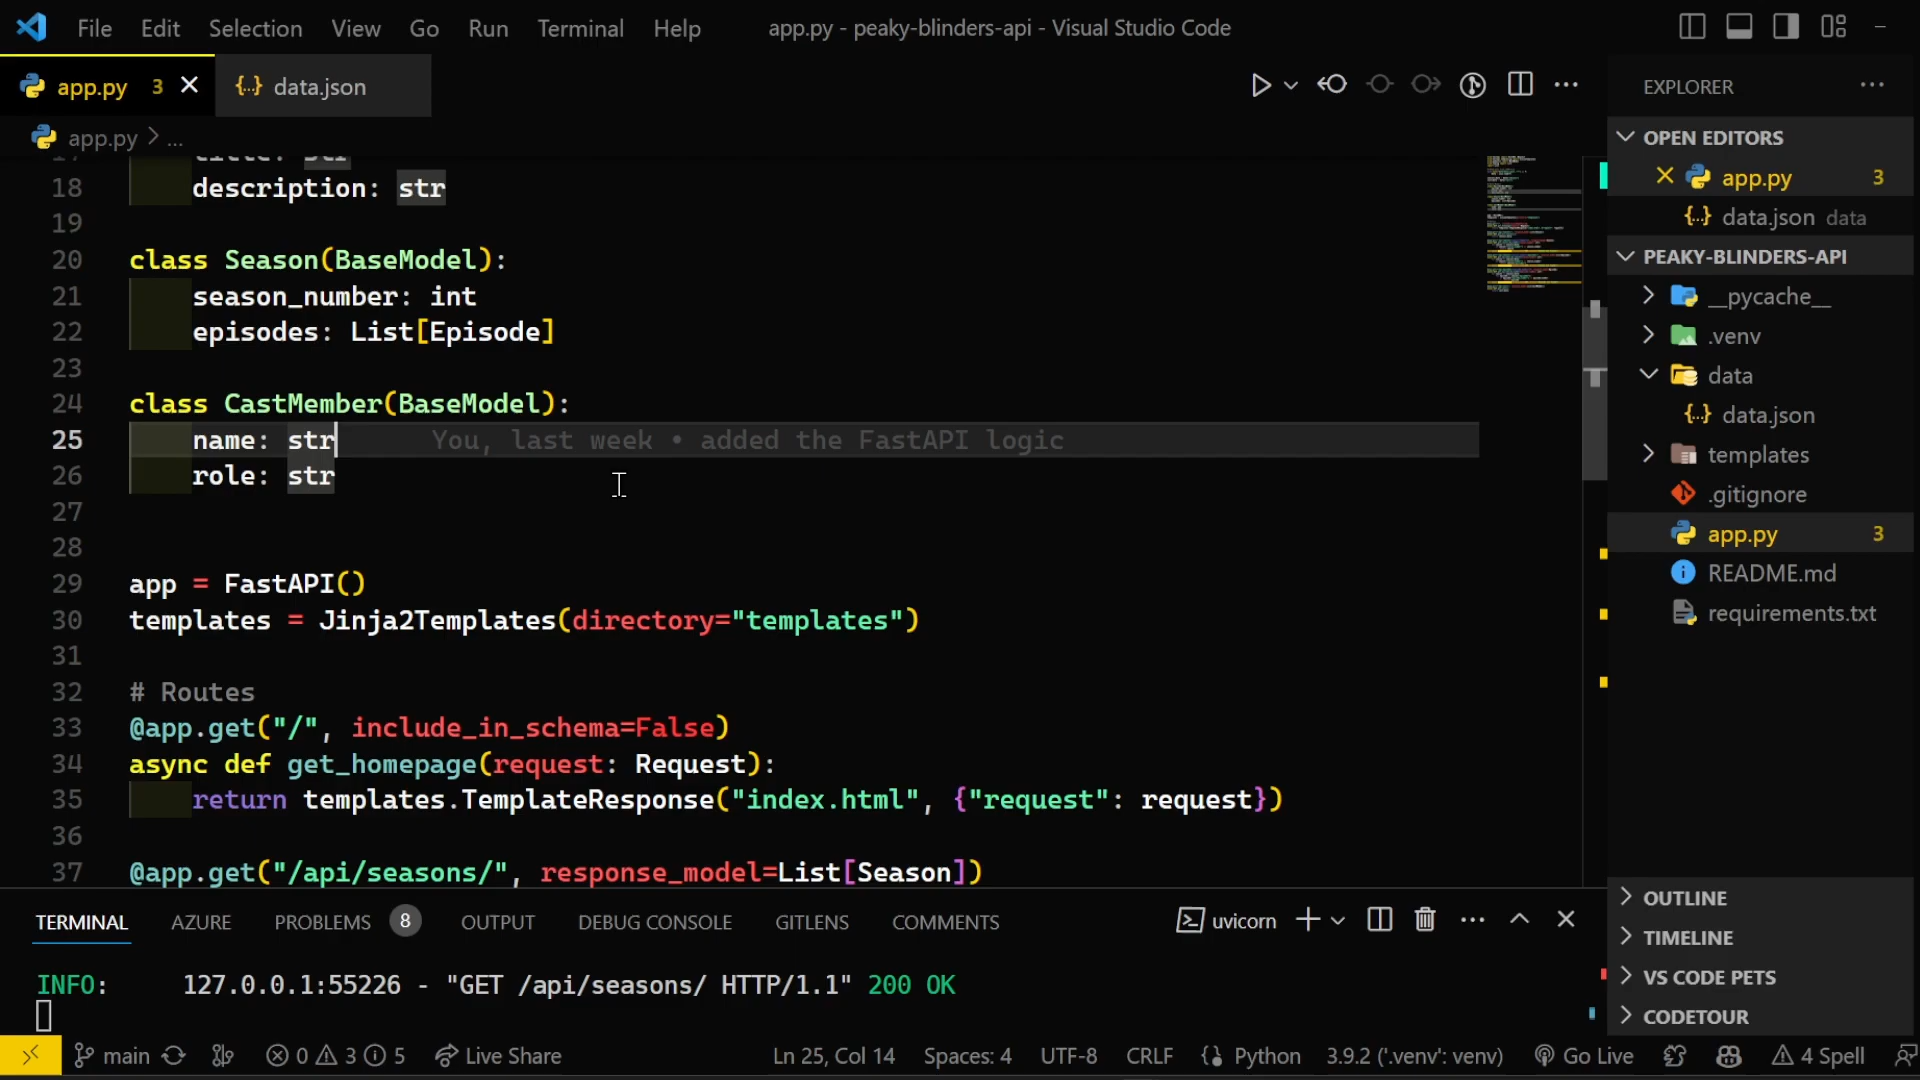 File Edit Selection View Go Run Terminal Help app.py - peaky-blinders-api - Visual Studio Code
app.py 3 data.json
app.py > ...
18 description: str
19
20 class Season(BaseModel):
21 season_number: int
22 episodes: List[Episode]
23
24 class CastMember(BaseModel):
25 name: str You, last week • added the FastAPI logic
26 role: str
27
28
29 app = FastAPI()
30 templates = Jinja2Templates(directory="templates")
31
32 # Routes
33 @app.get("/", include_in_schema=False)
34 async def get_homepage(request: Request):
35 return templates.TemplateResponse("index.html", {"request": request})
36
37 @app.get("/api/seasons/", response_model=List[Season])
EXPLORER
OPEN EDITORS
app.py 3
data.json data
PEAKY-BLINDERS-API
__pycache__
.venv
data
data.json
templates
.gitignore
app.py 3
README.md
requirements.txt
OUTLINE
TIMELINE
VS CODE PETS
CODETOUR
TERMINAL AZURE PROBLEMS 8 OUTPUT DEBUG CONSOLE GITLENS COMMENTS uvicorn
INFO: 127.0.0.1:55226 - "GET /api/seasons/ HTTP/1.1" 200 OK
main 0 3 5 Live Share Ln 25, Col 14 Spaces: 4 UTF-8 CRLF Python 3.9.2 ('.venv': venv) Go Live 4 Spell